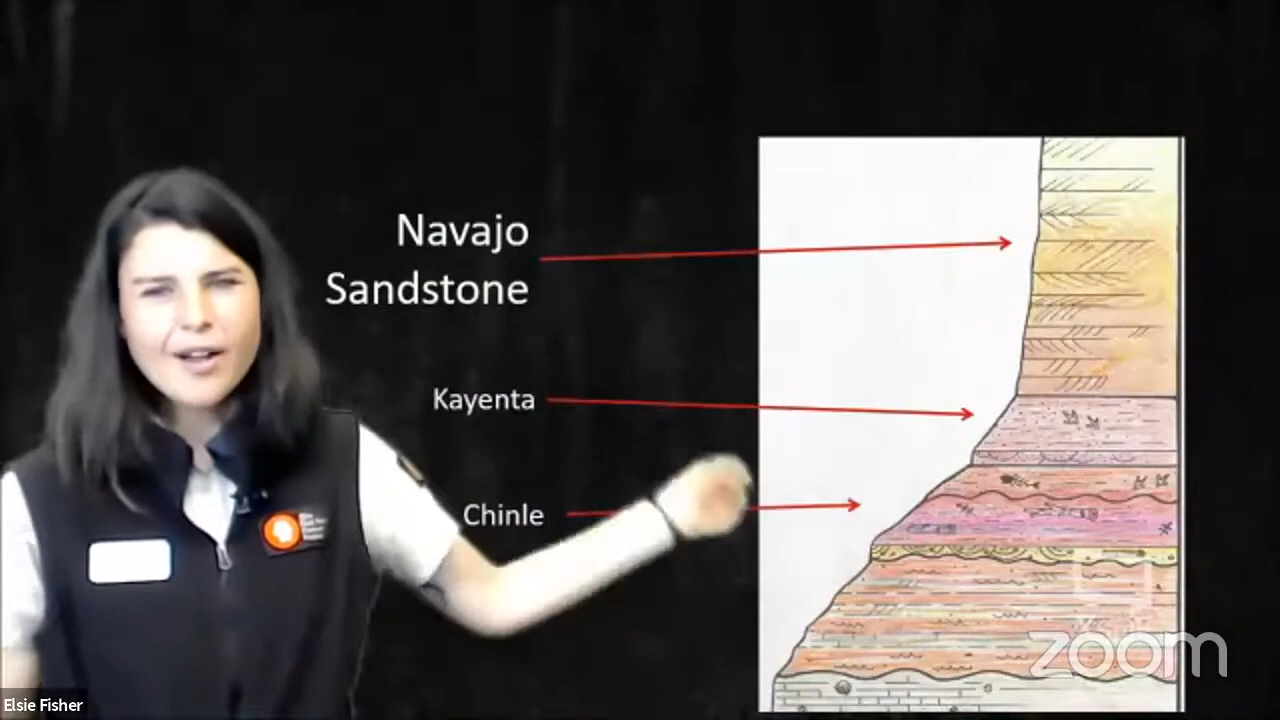 Navajo
Sandstone
Kayenta
Chinle
zoom
Elsie Fisher